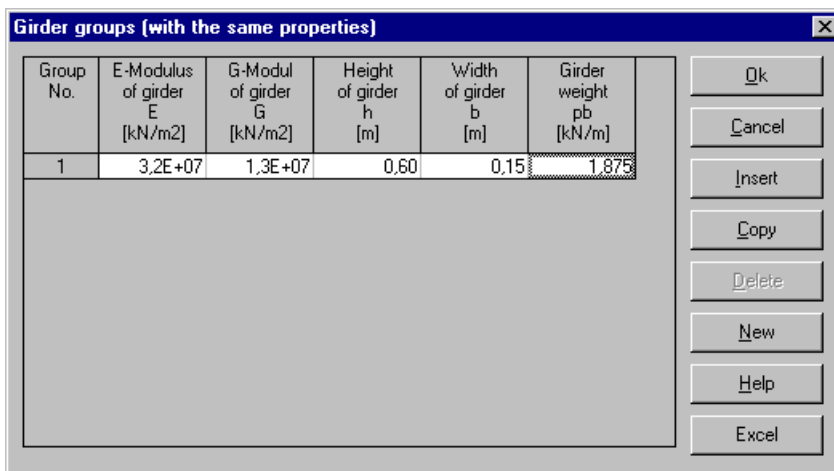 Girder groups (with the same properties)
Group No.
E-Modulus of girder E [kN/m2]
G-Modul of girder G [kN/m2]
Height of girder h [m]
Width of girder b [m]
Girder weight pb [kN/m]
1 3,2E+07 1,3E+07 0,60 0,15 1,875
Ok
Cancel
Insert
Copy
Delete
New
Help
Excel